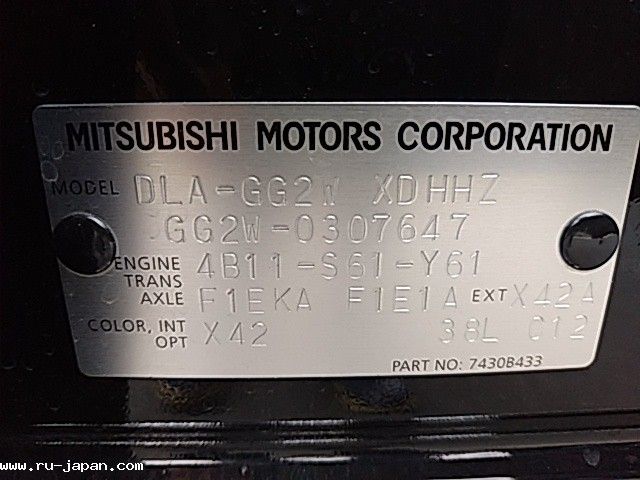 MITSUBISHI MOTORS CORPORATION
MODEL DLA-GG2W XDHHZ
GG2W-0307647
ENGINE 4B11-S61-Y61
TRANS
AXLE F1EKA F1E1A EXT X42A
COLOR, INT
OPT X42 38L C12
PART NO: 7430B433
www.ru-japan.com